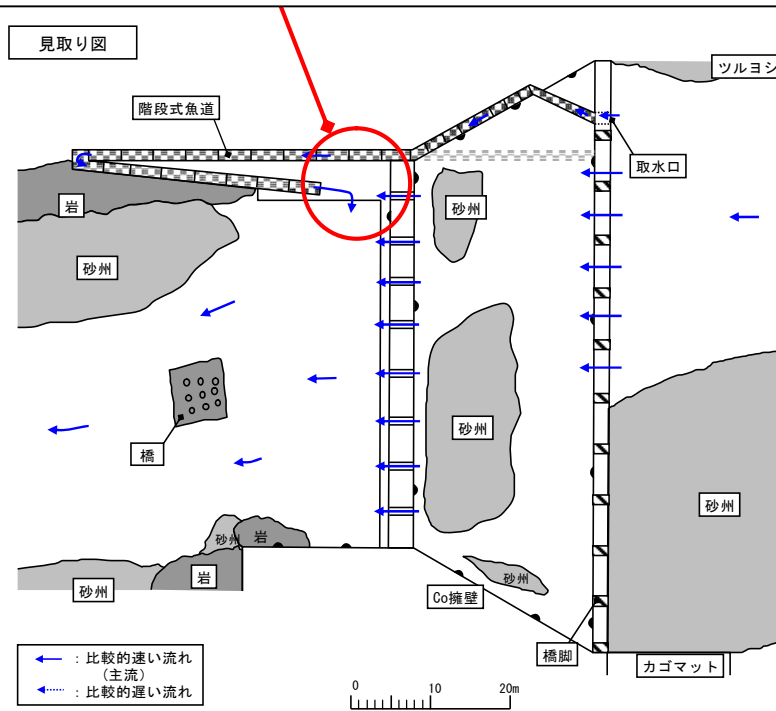 見取り図
ツルヨシ
階段式魚道
取水口
岩
砂州
砂州
橋
砂州
砂州
砂州
岩
砂州
岩
砂州
Co擁壁
橋脚
カゴマット
：比較的速い流れ
（主流）
：比較的遅い流れ
0 10 20m